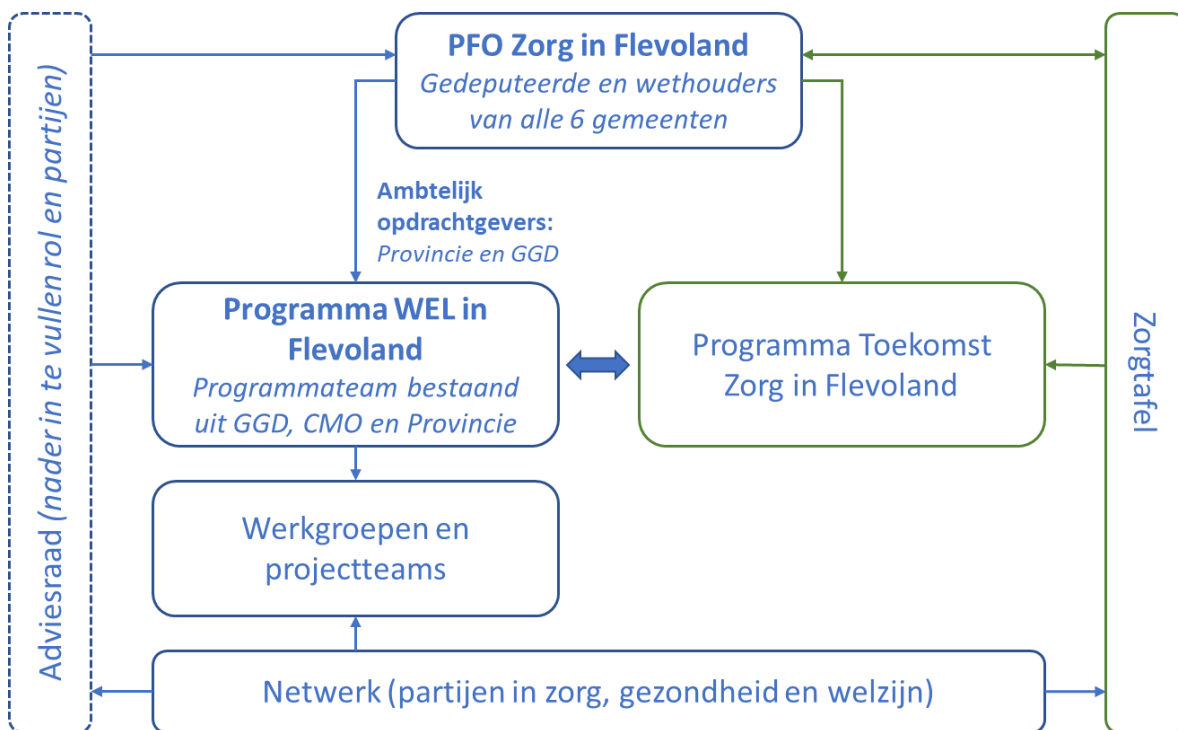 Adviesraad (nader in te vullen rol en partijen)
PFO Zorg in Flevoland
Gedeputeerde en wethouders
van alle 6 gemeenten
Ambtelijk
opdrachtgevers:
Provincie en GGD
Programma WEL in
Flevoland
Programmateam bestaand
uit GGD, CMO en Provincie
Programma Toekomst
Zorg in Flevoland
Zorgtafel
Werkgroepen en
projectteams
Netwerk (partijen in zorg, gezondheid en welzijn)